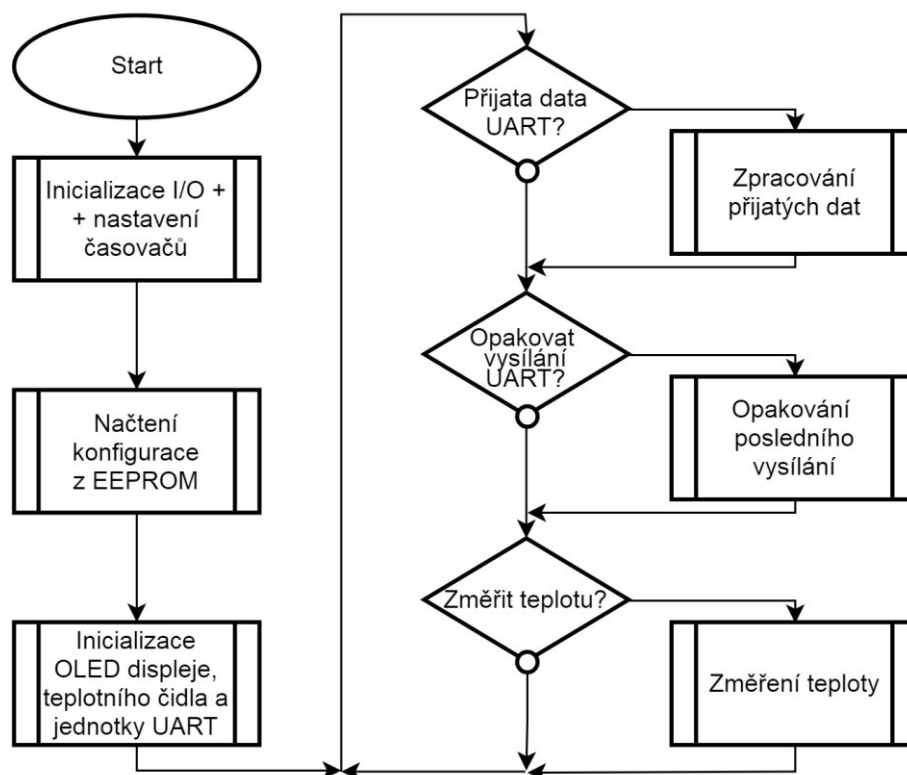 Start
Inicializace I/O +
+ nastavení
časovačů
Načtení
konfigurace
z EEPROM
Inicializace
OLED displeje,
teplotního čidla a
jednotky UART
Přijata data
UART?
Zpracování
přijatých dat
Opakovat
vysílání
UART?
Opakování
posledního
vysílání
Změřit teplotu?
Změření teploty